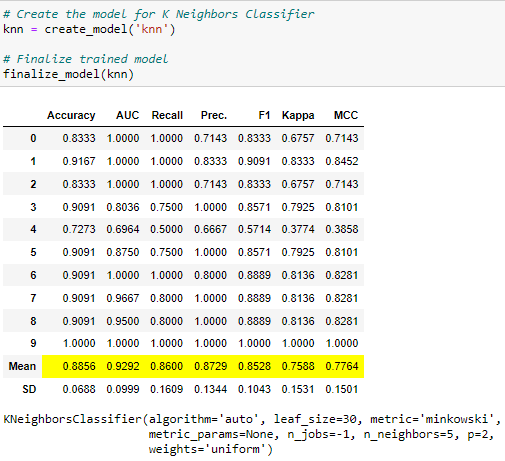 # Create the model for K Neighbors Classifier
knn = create_model('knn')
# Finalize trained model
finalize_model(knn)
Accuracy AUC Recall Prec. F1 Kappa MCC
0 0.8333 1.0000 1.0000 0.7143 0.8333 0.6757 0.7143
1 0.9167 1.0000 1.0000 0.8333 0.9091 0.8333 0.8452
2 0.8333 1.0000 1.0000 0.7143 0.8333 0.6757 0.7143
3 0.9091 0.8036 0.7500 1.0000 0.8571 0.7925 0.8101
4 0.7273 0.6964 0.5000 0.6667 0.5714 0.3774 0.3858
5 0.9091 0.8750 0.7500 1.0000 0.8571 0.7925 0.8101
6 0.9091 1.0000 1.0000 0.8000 0.8889 0.8136 0.8281
7 0.9091 0.9667 0.8000 1.0000 0.8889 0.8136 0.8281
8 0.9091 0.9500 0.8000 1.0000 0.8889 0.8136 0.8281
9 1.0000 1.0000 1.0000 1.0000 1.0000 1.0000 1.0000
Mean 0.8856 0.9292 0.8600 0.8729 0.8528 0.7588 0.7764
SD 0.0688 0.0999 0.1609 0.1344 0.1043 0.1531 0.1501
KNeighborsClassifier(algorithm='auto', leaf_size=30, metric='minkowski',
metric_params=None, n_jobs=-1, n_neighbors=5, p=2,
weights='uniform')